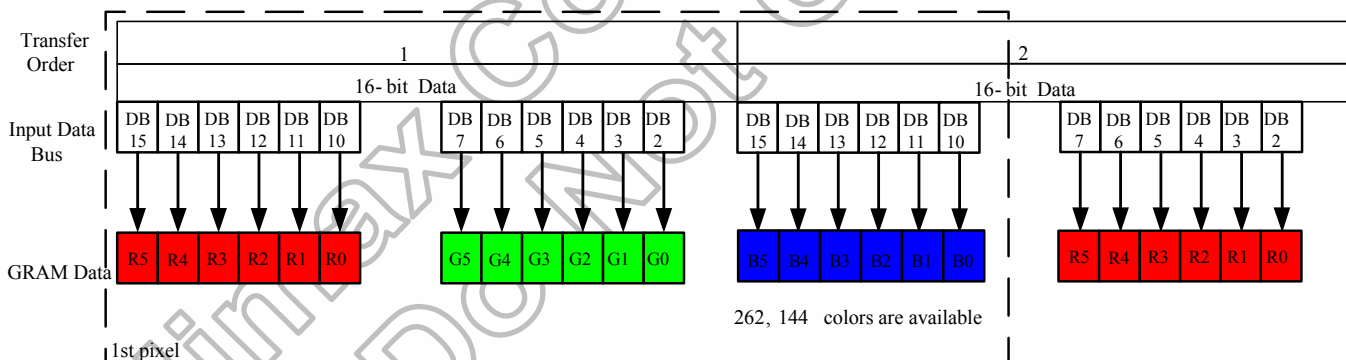 Transfer Order
1 2
16- bit Data 16- bit Data
Input Data Bus
DB 15 DB 14 DB 13 DB 12 DB 11 DB 10 DB 7 DB 6 DB 5 DB 4 DB 3 DB 2 DB 15 DB 14 DB 13 DB 12 DB 11 DB 10 DB 7 DB 6 DB 5 DB 4 DB 3 DB 2
GRAM Data R5 R4 R3 R2 R1 R0 G5 G4 G3 G2 G1 G0 B5 B4 B3 B2 B1 B0 R5 R4 R3 R2 R1 R0
262, 144 colors are available
1st pixel
Do Not